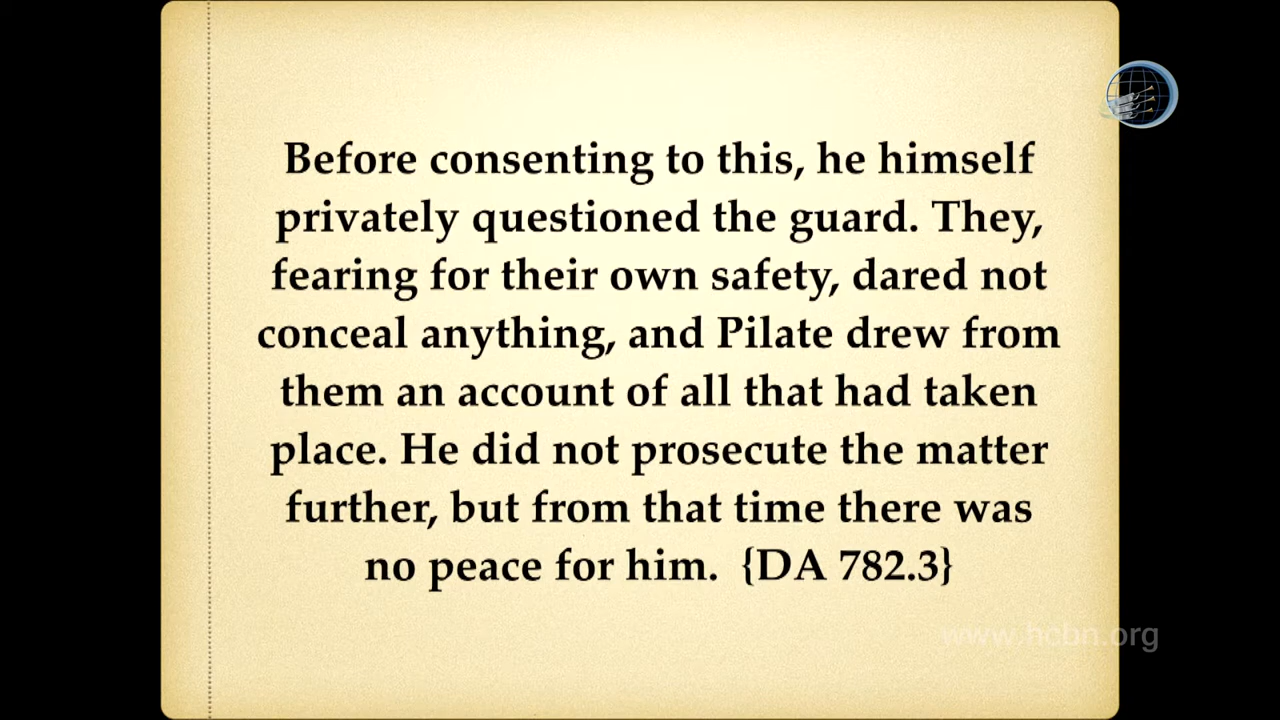 Before consenting to this, he himself
privately questioned the guard. They,
fearing for their own safety, dared not
conceal anything, and Pilate drew from
them an account of all that had taken
place. He did not prosecute the matter
further, but from that time there was
no peace for him.  {DA 782.3}
www.hcbn.org